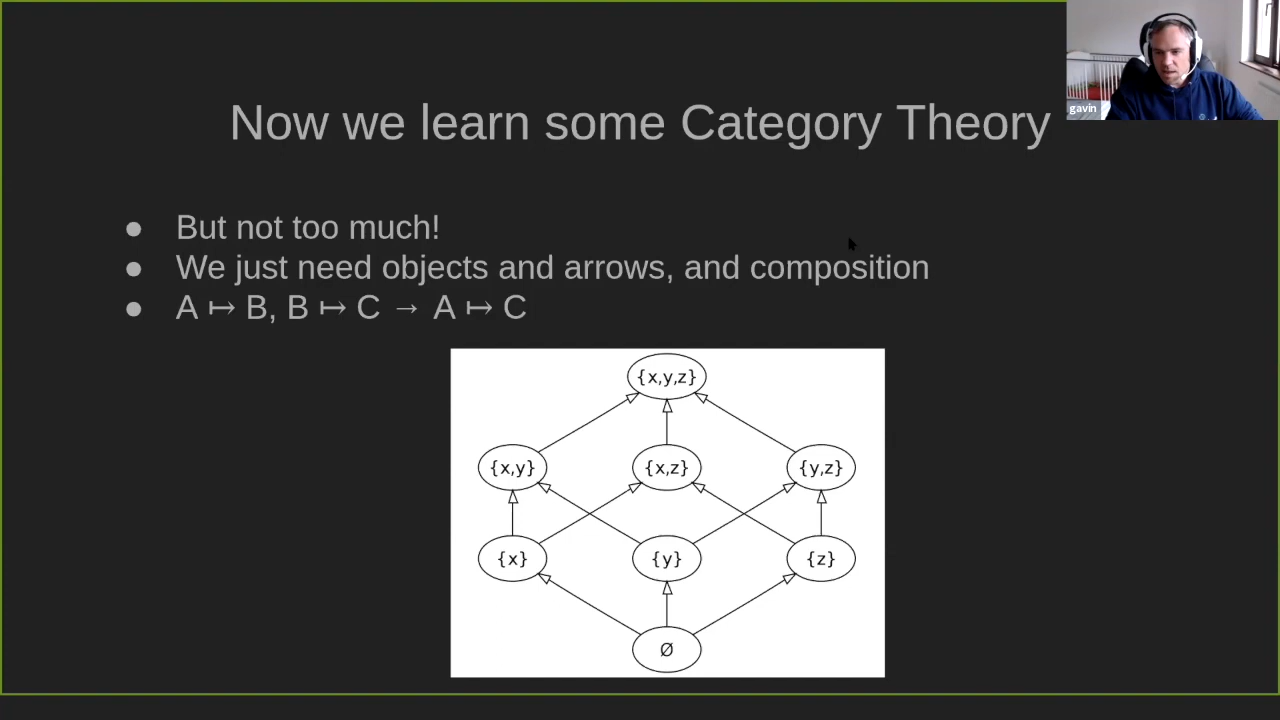 gavin
Now we learn some Category Theory
● But not too much!
● We just need objects and arrows, and composition
● A ↦ B, B ↦ C → A ↦ C
{x,y,z}
{x,y} {x,z} {y,z}
{x} {y} {z}
Ø